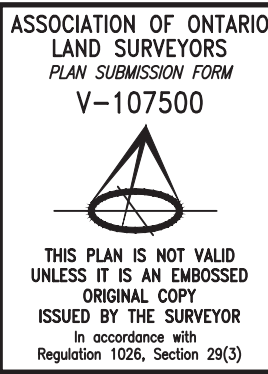 ASSOCIATION OF ONTARIO
LAND SURVEYORS
PLAN SUBMISSION FORM
V-107500
THIS PLAN IS NOT VALID
UNLESS IT IS AN EMBOSSED
ORIGINAL COPY
ISSUED BY THE SURVEYOR
In accordance with
Regulation 1026, Section 29(3)